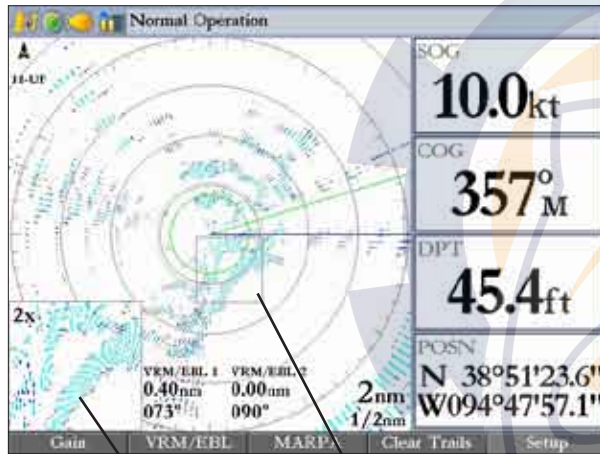 Normal Operation
H-UP
SOG
10.0kt
COG
357°M
DPT
45.4ft
POSN
N 38°51'23.6"
W094°47'57.1"
2x
VRM/EBL 1 VRM/EBL 2
0.40nm 0.00nm
073° 090°
2nm
1/2nm
Gain VRM/EBL MARPA Clear Trails Setup